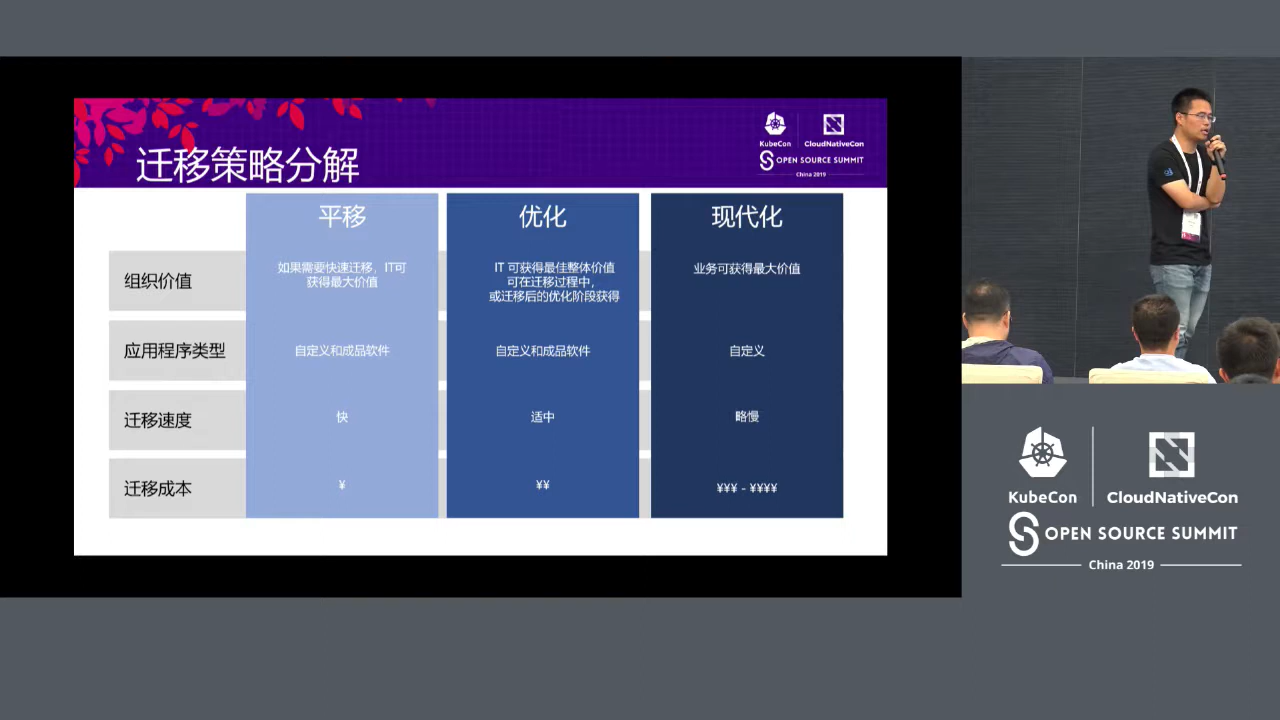 迁移策略分解
KubeCon
CloudNativeCon
OPEN SOURCE SUMMIT
China 2019
平移
优化
现代化
组织价值
如果需要快速迁移，IT可
获得最大价值
IT 可获得最佳整体价值
可在迁移过程中，
或迁移后的优化阶段获得
业务可获得最大价值
应用程序类型
自定义和成品软件
自定义和成品软件
自定义
迁移速度
快
适中
略慢
迁移成本
¥
¥¥
¥¥¥ - ¥¥¥¥
KubeCon
CloudNativeCon
OPEN SOURCE SUMMIT
China 2019